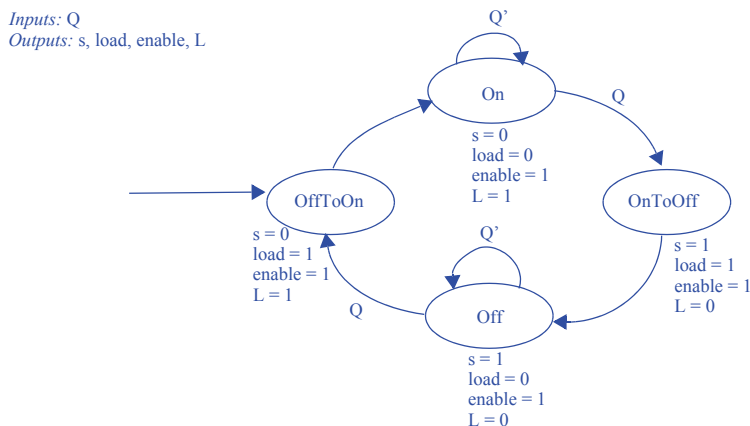 Inputs: Q
Outputs: s, load, enable, L
Q’
On
Q
s = 0
load = 0
enable = 1
L = 1
OffToOn
s = 0
load = 1
enable = 1
L = 1
OnToOff
s = 1
load = 1
enable = 1
L = 0
Q’
Off
Q
s = 1
load = 0
enable = 1
L = 0